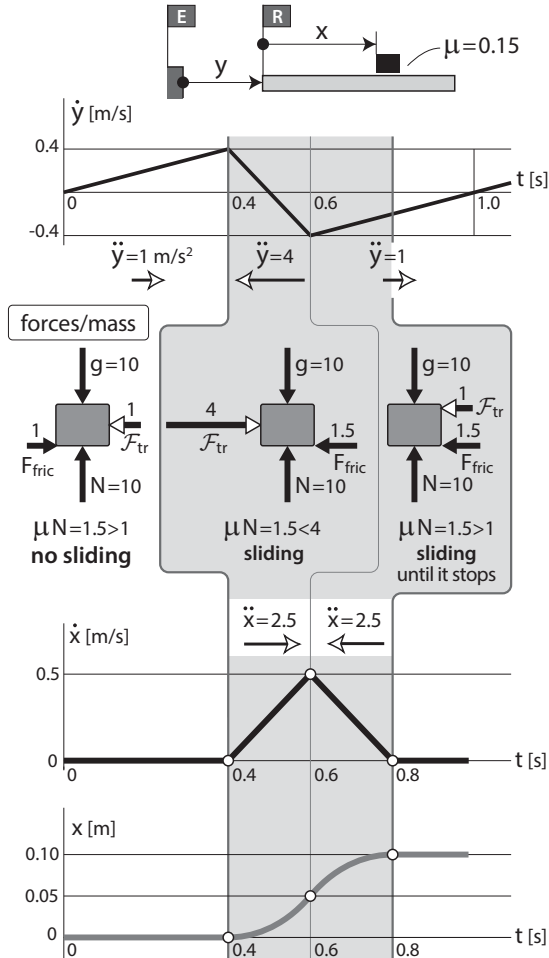 E R
x
μ=0.15
y
ẏ [m/s]
0.4
t [s]
0 0.4 0.6 1.0
-0.4
ÿ=1 m/s² ÿ=4 ÿ=1
forces/mass
g=10 g=10 g=10
1 1 4 1.5 1 1.5
F_fric 𝓕_tr 𝓕_tr F_fric 𝓕_tr F_fric
N=10 N=10 N=10
μN=1.5>1 μN=1.5<4 μN=1.5>1
no sliding sliding sliding
until it stops
ẍ=2.5 ẍ=2.5
ẋ [m/s]
0.5
0 t [s]
0 0.4 0.6 0.8
x [m]
0.10
0.05
0 t [s]
0 0.4 0.6 0.8